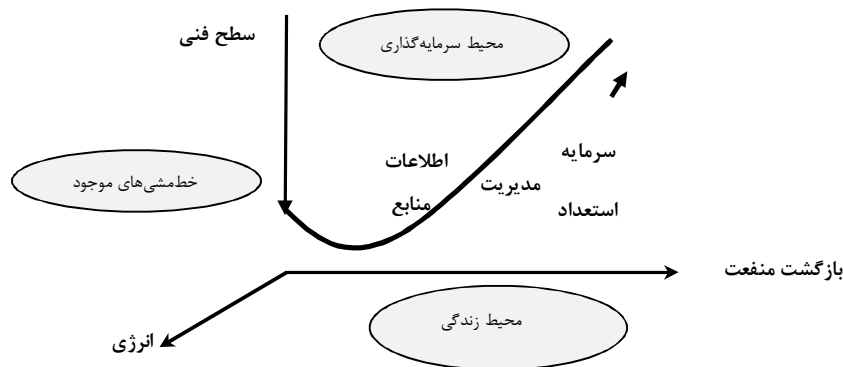 سطح فنی
محیط سرمایه‌گذاری
خط‌مشی‌های موجود
اطلاعات
سرمایه
مدیریت
منابع
استعداد
بازگشت منفعت
محیط زندگی
انرژی